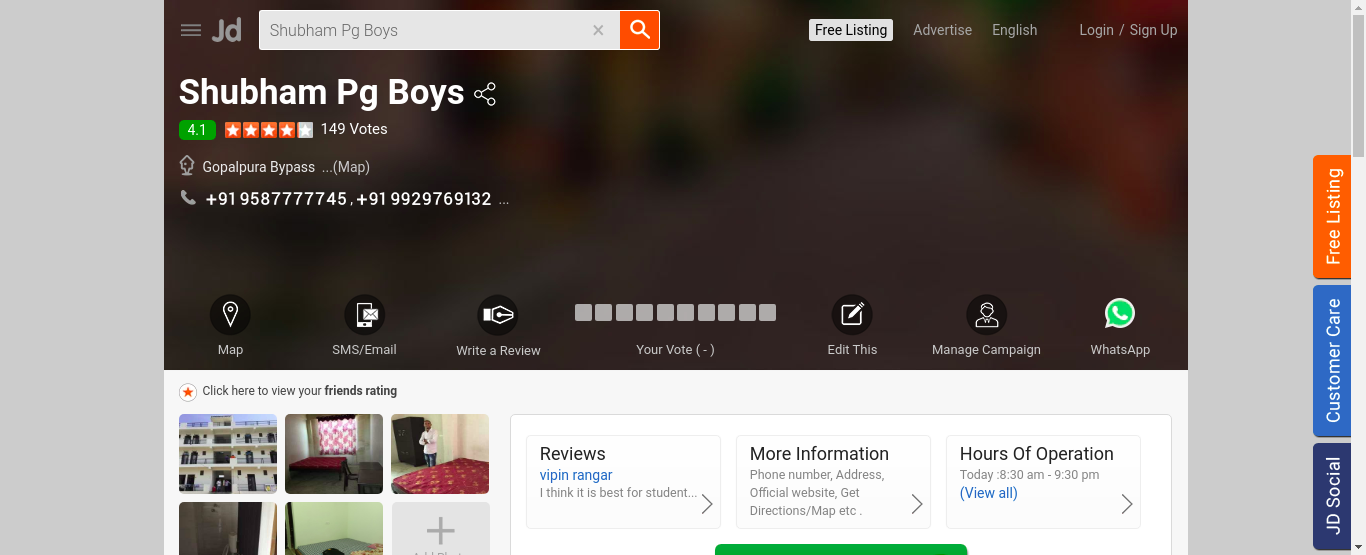 Jd
Shubham Pg Boys
Free Listing
Advertise
English
Login / Sign Up
Shubham Pg Boys
4.1
149 Votes
Gopalpura Bypass ...(Map)
+91 9587777745 , +91 9929769132 ...
Map
SMS/Email
Write a Review
Your Vote ( - )
Edit This
Manage Campaign
WhatsApp
Click here to view your friends rating
Reviews
vipin rangar
I think it is best for student...
More Information
Phone number, Address,
Official website, Get
Directions/Map etc .
Hours Of Operation
Today :8:30 am - 9:30 pm
(View all)
Free Listing
Customer Care
JD Social